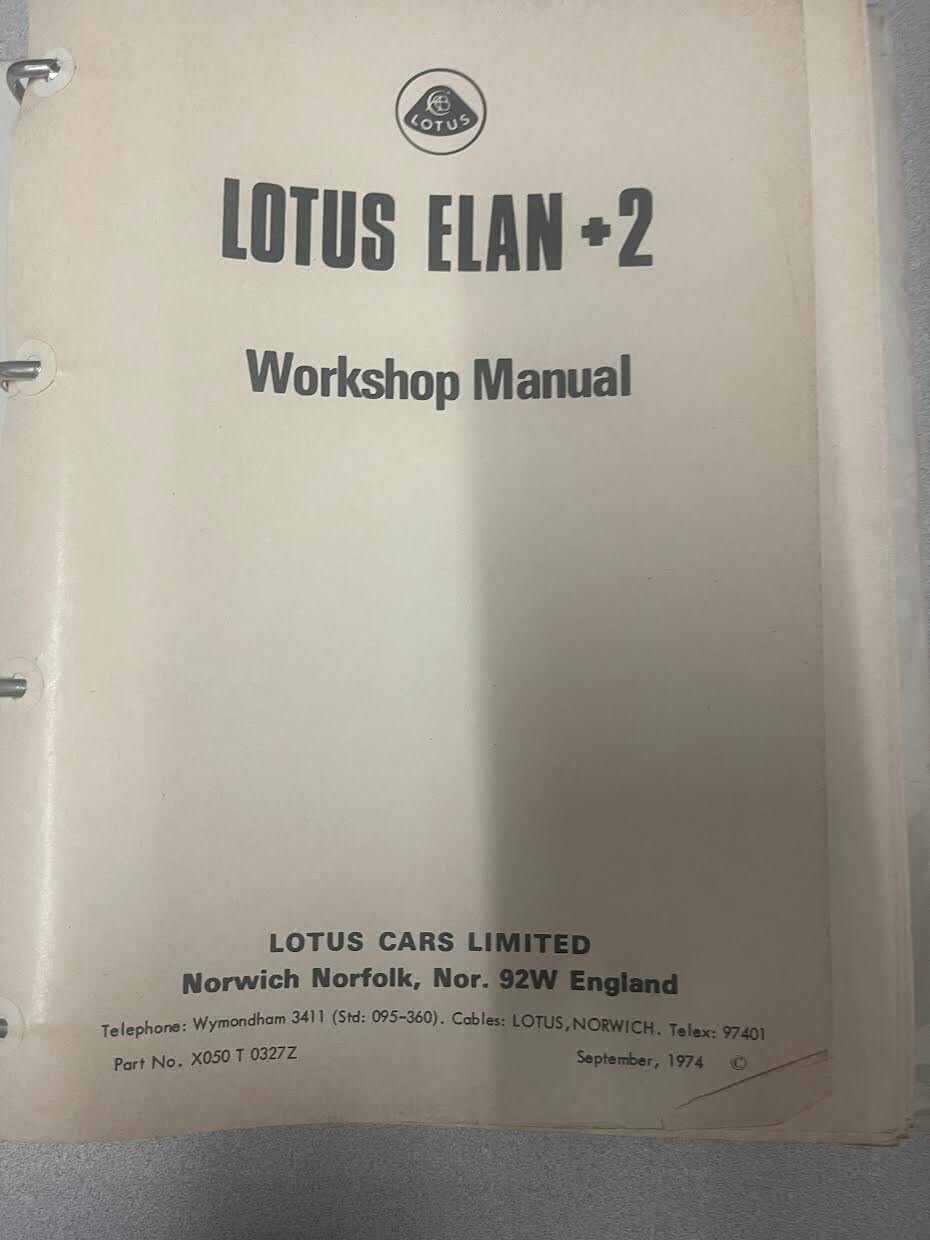 LOTUS
LOTUS ELAN +2
Workshop Manual
LOTUS CARS LIMITED
Norwich Norfolk, Nor. 92W England
Telephone: Wymondham 3411 (Std: 095-360). Cables: LOTUS,NORWICH. Telex: 97401
Part No. X050 T 0327Z September, 1974 ©